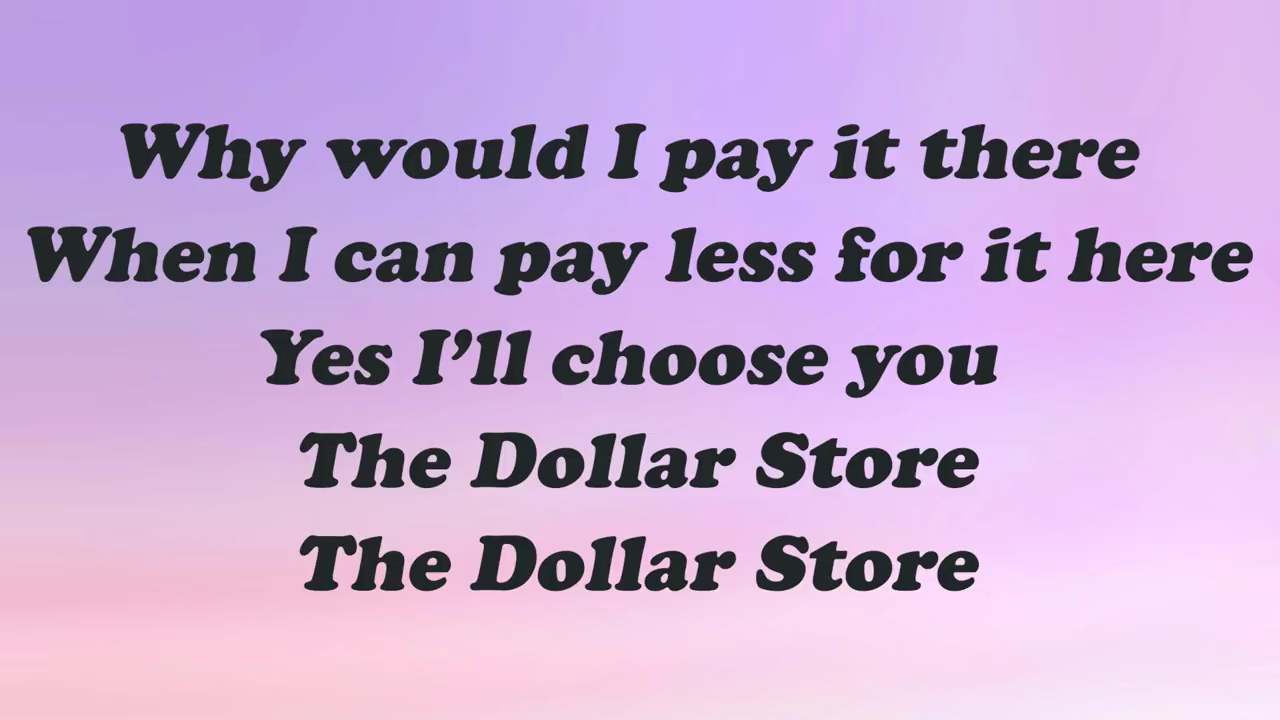 Why would I pay it there
When I can pay less for it here
Yes I’ll choose you
The Dollar Store
The Dollar Store